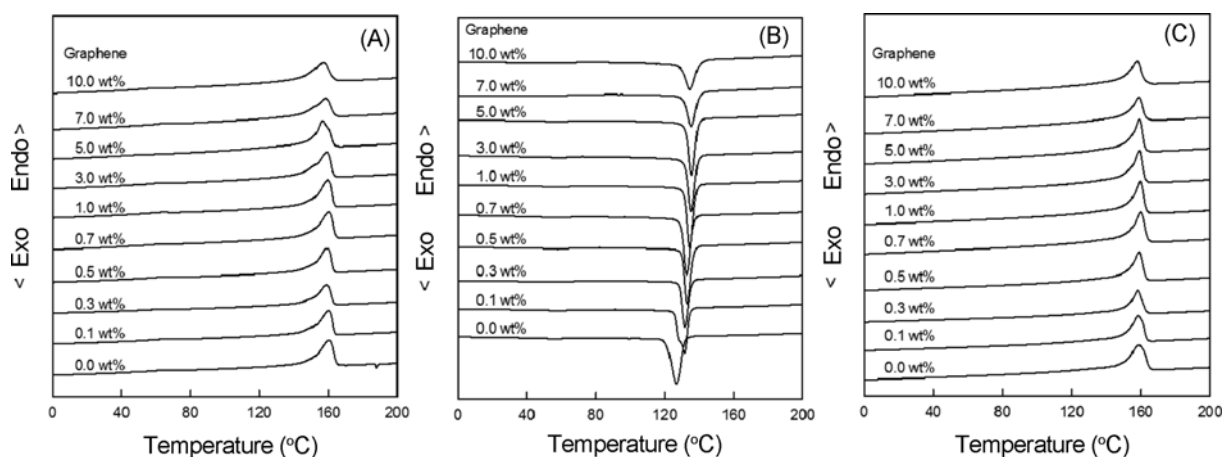 (A)
Graphene
10.0 wt%
7.0 wt%
5.0 wt%
3.0 wt%
1.0 wt%
0.7 wt%
0.5 wt%
0.3 wt%
0.1 wt%
0.0 wt%
< Exo Endo >
0 40 80 120 160 200
Temperature (°C)
(B)
Graphene
10.0 wt%
7.0 wt%
5.0 wt%
3.0 wt%
1.0 wt%
0.7 wt%
0.5 wt%
0.3 wt%
0.1 wt%
0.0 wt%
< Exo Endo >
0 40 80 120 160 200
Temperature (°C)
(C)
Graphene
10.0 wt%
7.0 wt%
5.0 wt%
3.0 wt%
1.0 wt%
0.7 wt%
0.5 wt%
0.3 wt%
0.1 wt%
0.0 wt%
< Exo Endo >
0 40 80 120 160 200
Temperature (°C)